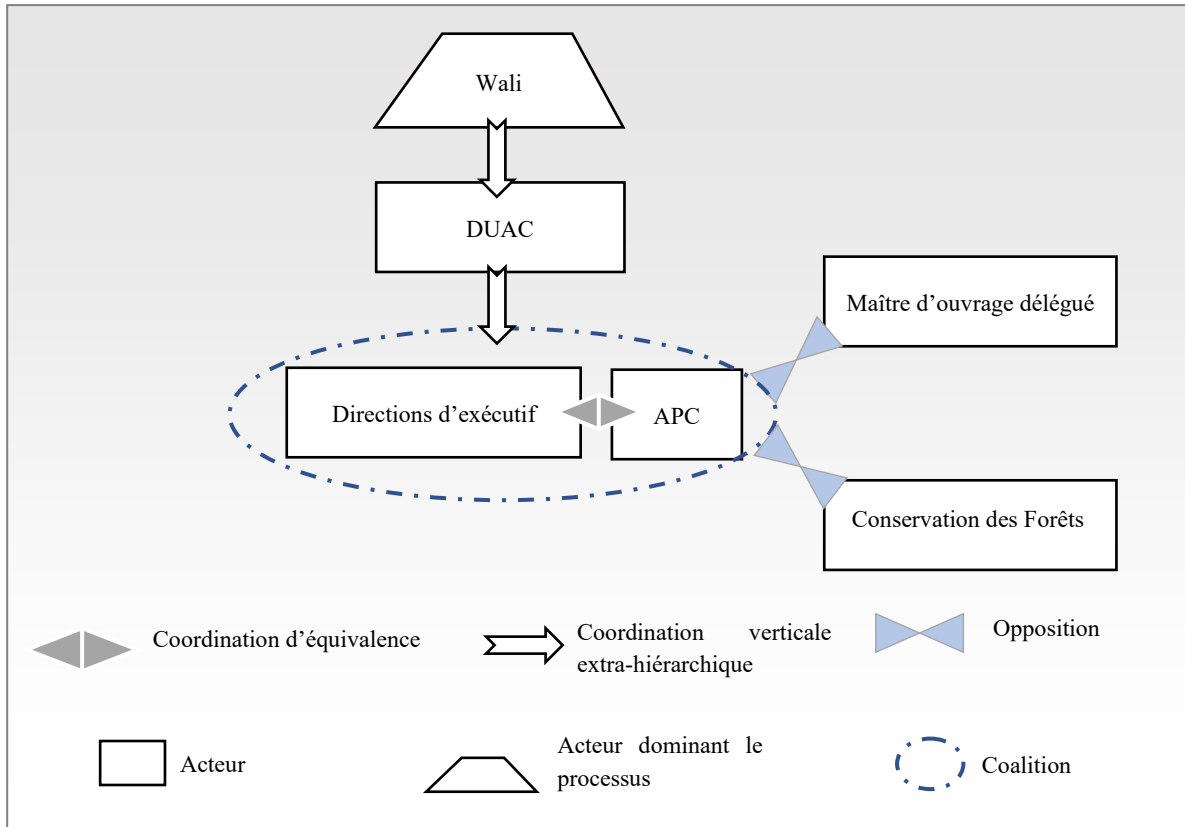 Wali
DUAC
Maître d’ouvrage délégué
Directions d’exécutif
APC
Conservation des Forêts
Coordination d’équivalence
Coordination verticale
extra-hiérarchique
Opposition
Acteur
Acteur dominant le
processus
Coalition